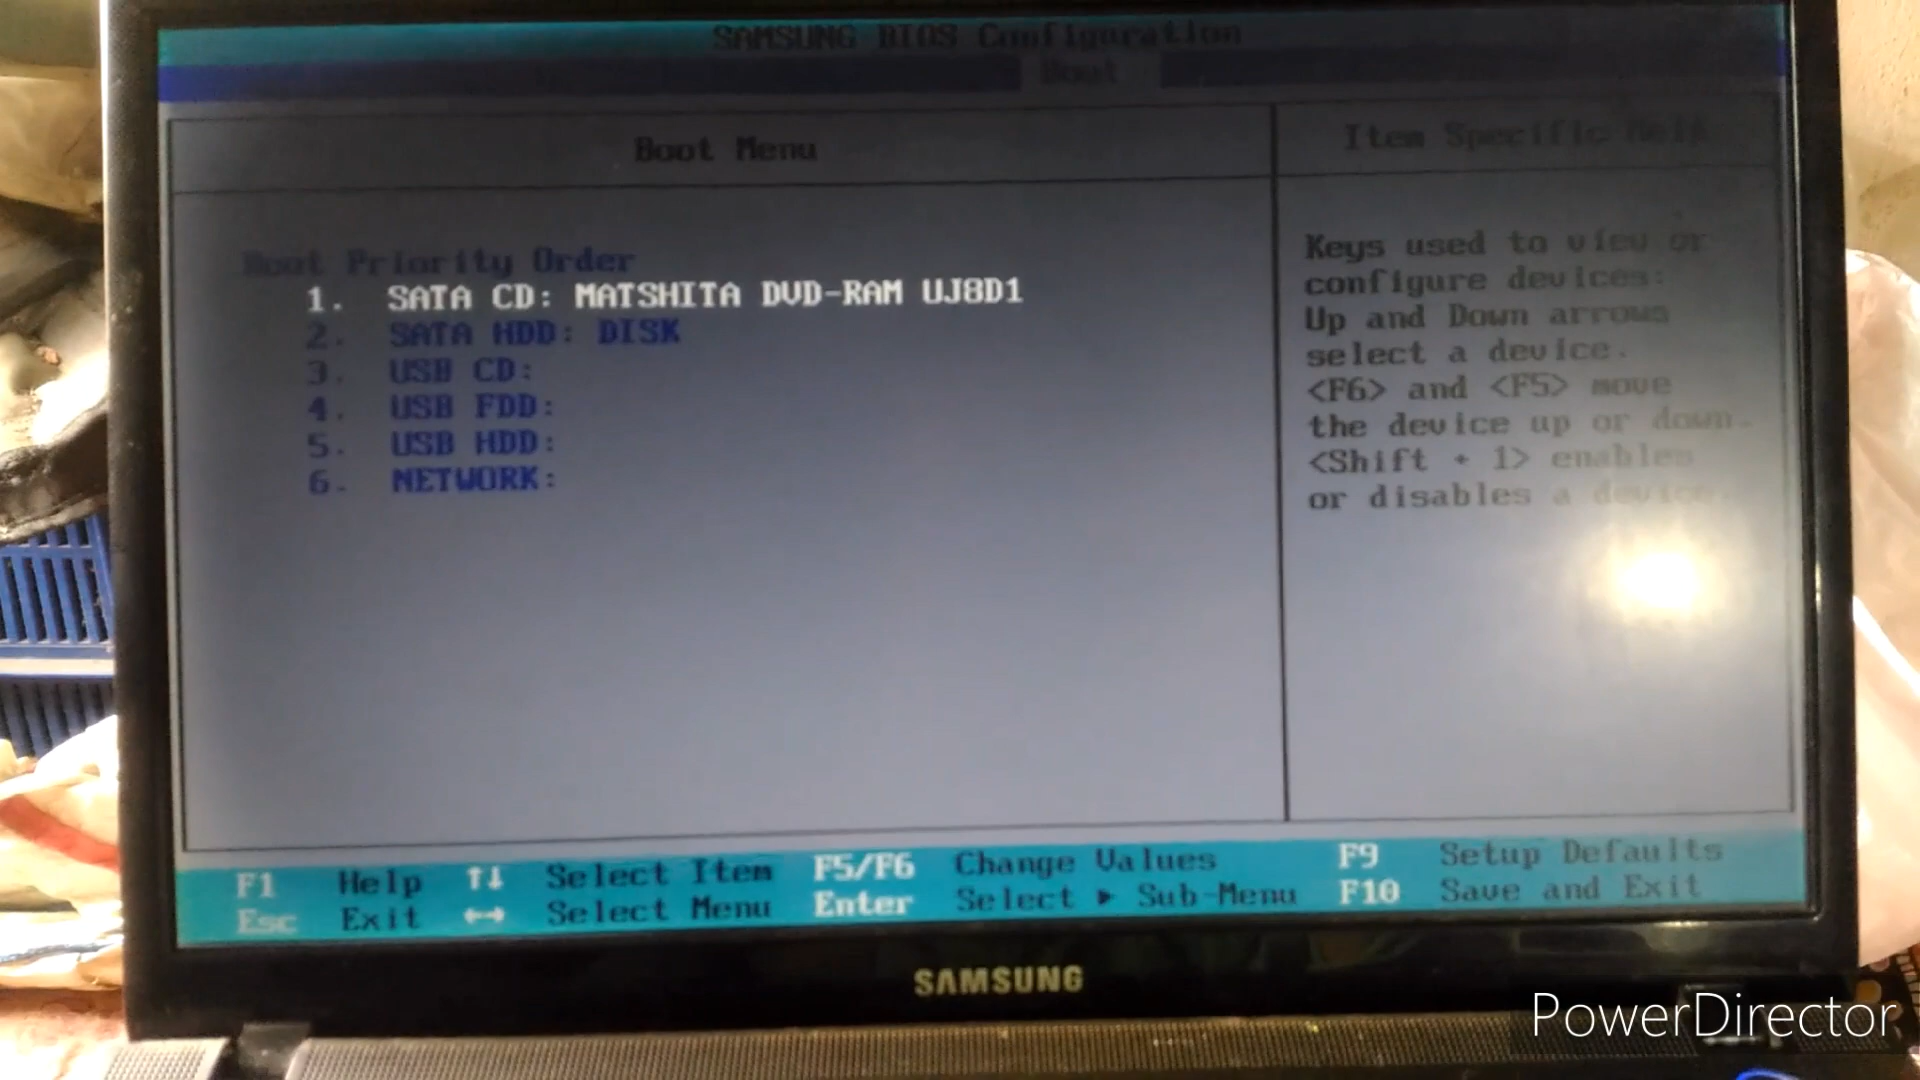 SAMSUNG BIOS Configuration
Boot
Boot Menu
Item Specific Help
Boot Priority Order
1. SATA CD: MATSHITA DVD-RAM UJ8D1
2. SATA HDD: DISK
3. USB CD:
4. USB FDD:
5. USB HDD:
6. NETWORK:
Keys used to view or
configure devices:
Up and Down arrows
select a device.
<F6> and <F5> move
the device up or down.
<Shift + 1> enables
or disables a device.
F1 Help ↑↓ Select Item F5/F6 Change Values F9 Setup Defaults
Esc Exit ←→ Select Menu Enter Select ▶ Sub-Menu F10 Save and Exit
SAMSUNG
PowerDirector